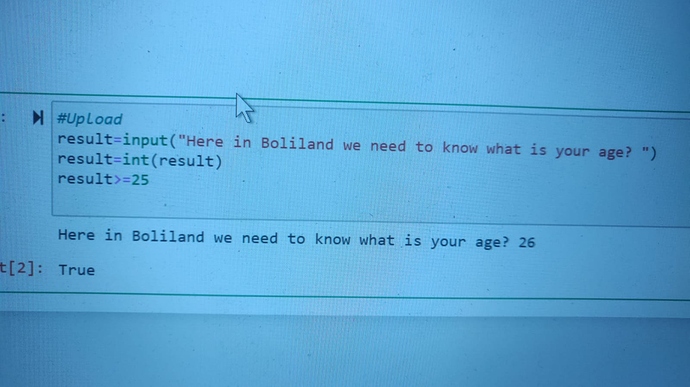 :
#Upload
result=input("Here in Boliland we need to know what is your age? ")
result=int(result)
result>=25
Here in Boliland we need to know what is your age? 26
t[2]: True